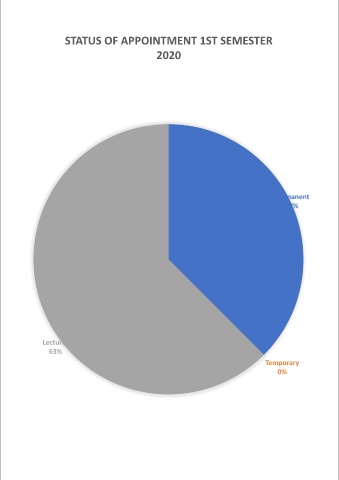 STATUS OF APPOINTMENT 1ST SEMESTER
2020
Temporary
0%
63%